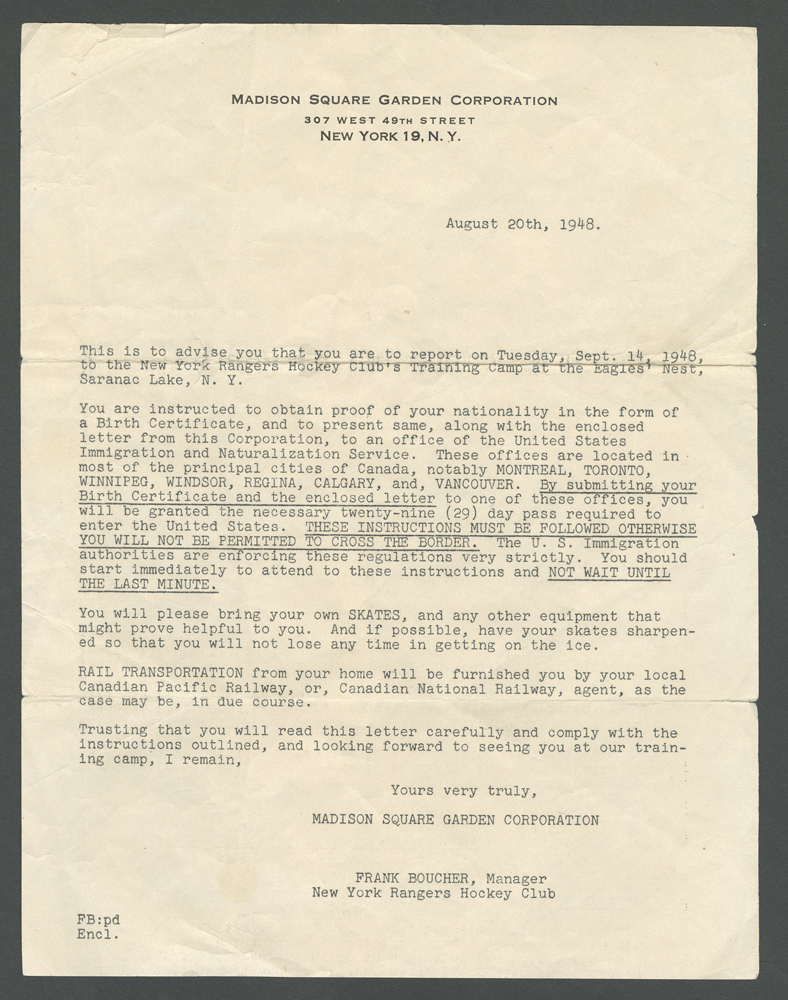 MADISON SQUARE GARDEN CORPORATION
307 WEST 49TH STREET
NEW YORK 19, N. Y.
August 20th, 1948.
This is to advise you that you are to report on Tuesday, Sept. 14, 1948,
to the New York Rangers Hockey Club's Training Camp at the Eagles' Nest,
Saranac Lake, N. Y.
You are instructed to obtain proof of your nationality in the form of
a Birth Certificate, and to present same, along with the enclosed
letter from this Corporation, to an office of the United States
Immigration and Naturalization Service.  These offices are located in
most of the principal cities of Canada, notably MONTREAL, TORONTO,
WINNIPEG, WINDSOR, REGINA, CALGARY, and, VANCOUVER.  By submitting your
Birth Certificate and the enclosed letter to one of these offices, you
will be granted the necessary twenty-nine (29) day pass required to
enter the United States.  THESE INSTRUCTIONS MUST BE FOLLOWED OTHERWISE
YOU WILL NOT BE PERMITTED TO CROSS THE BORDER.  The U. S. Immigration
authorities are enforcing these regulations very strictly.  You should
start immediately to attend to these instructions and NOT WAIT UNTIL
THE LAST MINUTE.
You will please bring your own SKATES, and any other equipment that
might prove helpful to you.  And if possible, have your skates sharpen-
ed so that you will not lose any time in getting on the ice.
RAIL TRANSPORTATION from your home will be furnished you by your local
Canadian Pacific Railway, or, Canadian National Railway, agent, as the
case may be, in due course.
Trusting that you will read this letter carefully and comply with the
instructions outlined, and looking forward to seeing you at our train-
ing camp, I remain,
Yours very truly,
MADISON SQUARE GARDEN CORPORATION
FRANK BOUCHER, Manager
New York Rangers Hockey Club
FB:pd
Encl.